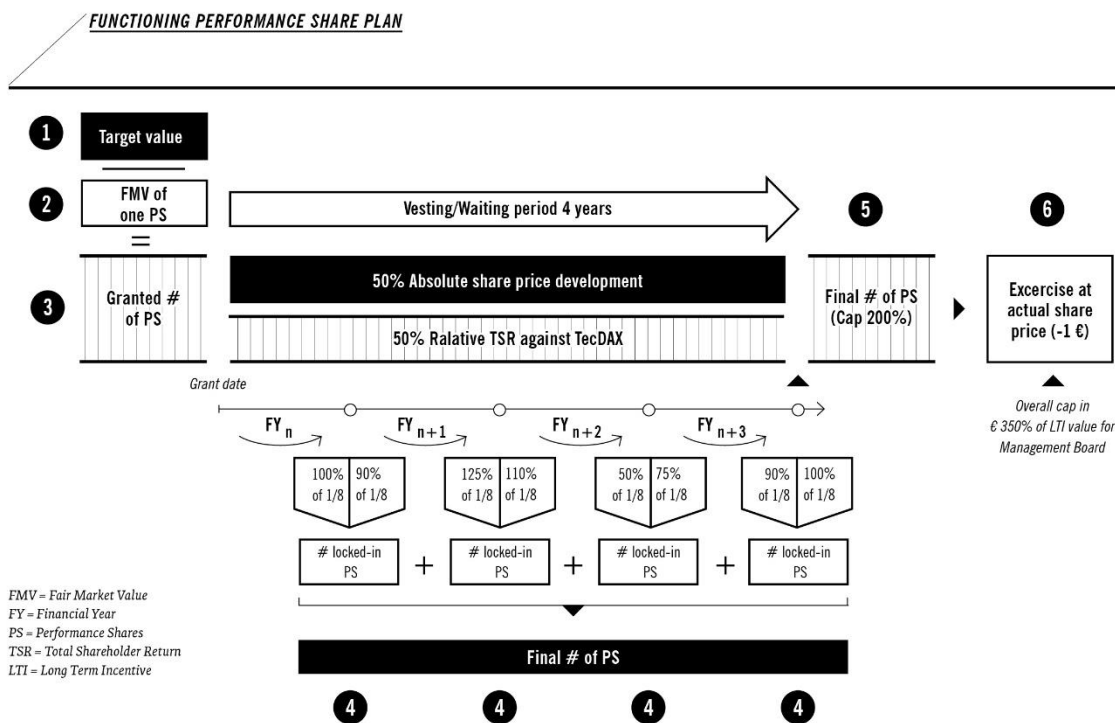 FUNCTIONING PERFORMANCE SHARE PLAN
1
Target value
2
FMV of
one PS
=
Vesting/Waiting period 4 years
5
6
3
Granted #
of PS
50% Absolute share price development
50% Ralative TSR against TecDAX
Final # of PS
(Cap 200%)
Excercise at
actual share
price (-1 €)
Overall cap in
€ 350% of LTI value for
Management Board
Grant date
FY n
FY n+1
FY n+2
FY n+3
100% 90%
of 1/8 of 1/8
125% 110%
of 1/8 of 1/8
50% 75%
of 1/8 of 1/8
90% 100%
of 1/8 of 1/8
# locked-in
PS
+
# locked-in
PS
+
# locked-in
PS
+
# locked-in
PS
FMV = Fair Market Value
FY = Financial Year
PS = Performance Shares
TSR = Total Shareholder Return
LTI = Long Term Incentive
Final # of PS
4 4 4 4